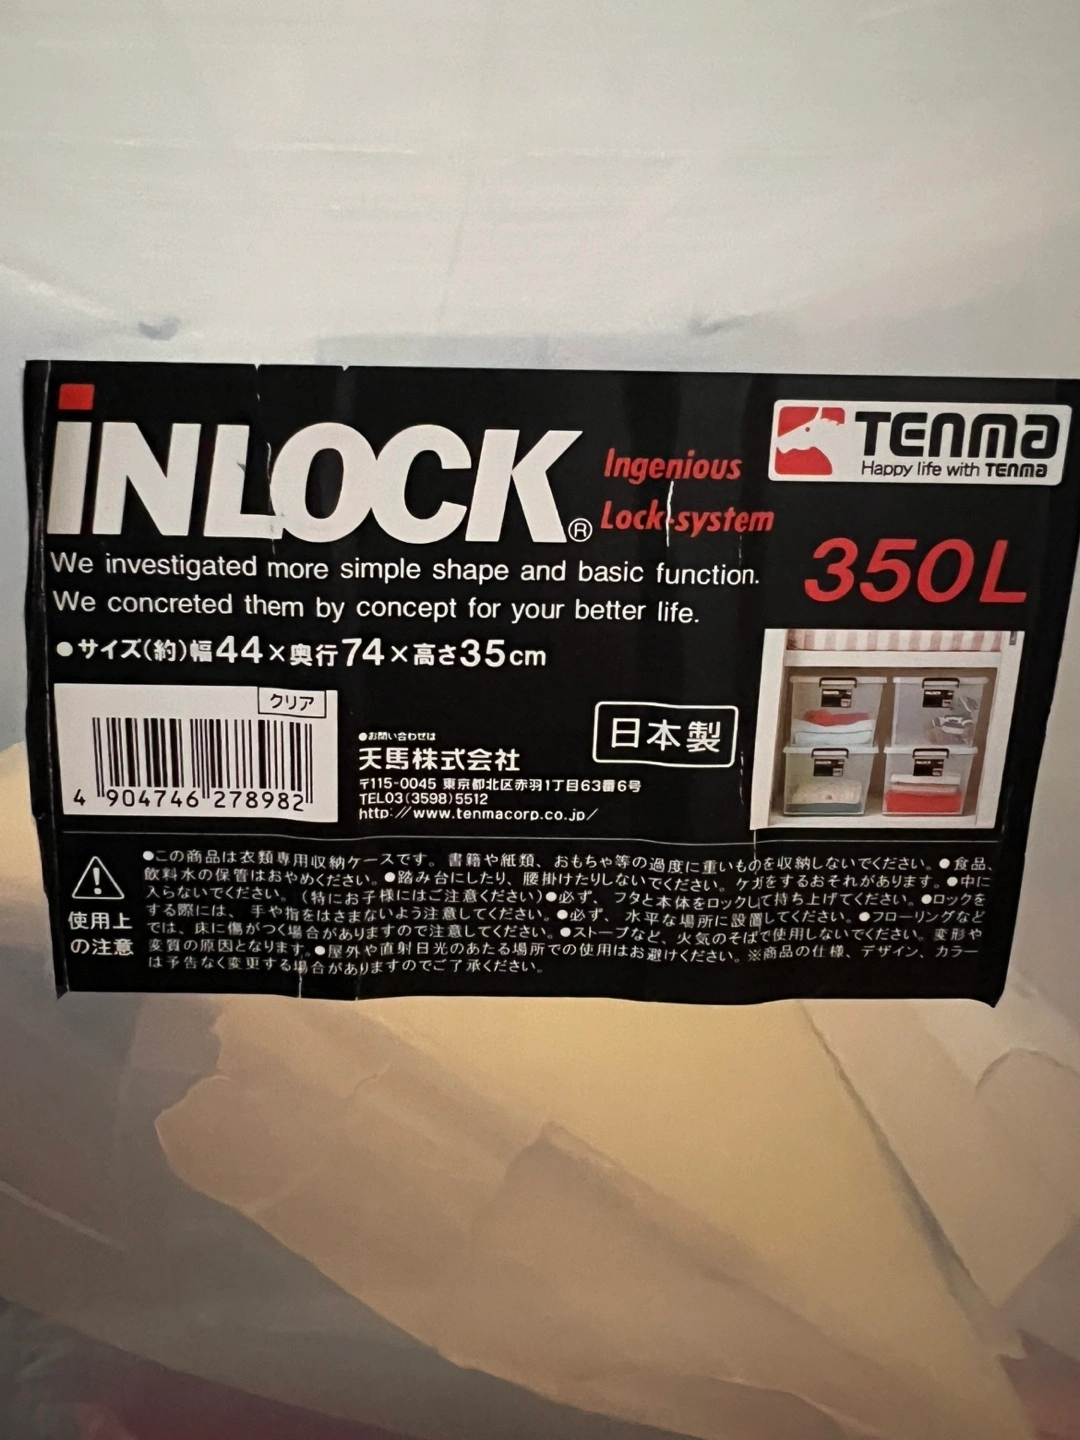 iNLOCK®
Ingenious
Lock-system
TENMA
Happy life with TENMA
We investigated more simple shape and basic function.
We concreted them by concept for your better life.
350L
●サイズ(約)幅44×奥行74×高さ35cm
クリア
4 904746 278982
●お問い合わせは
天馬株式会社
〒115-0045 東京都北区赤羽1丁目63番6号
TEL03(3598)5512
http://www.tenmacorp.co.jp/
日本製
使用上
の注意
●この商品は衣類専用収納ケースです。書籍や紙類、おもちゃ等の過度に重いものを収納しないでください。●食品、
飲料水の保管はおやめください。●踏み台にしたり、腰掛けたりしないでください。ケガをするおそれがあります。●中に
入らないでください。(特にお子様にはご注意ください)●必ず、フタと本体をロックして持ち上げてください。●ロックを
する際には、手や指をはさまないよう注意してください。●必ず、水平な場所に設置してください。●フローリングなど
では、床に傷がつく場合がありますので注意してください。●ストーブなど、火気のそばで使用しないでください。変形や
変質の原因となります。●屋外や直射日光のあたる場所での使用はお避けください。※商品の仕様、デザイン、カラー
は予告なく変更する場合がありますのでご了承ください。